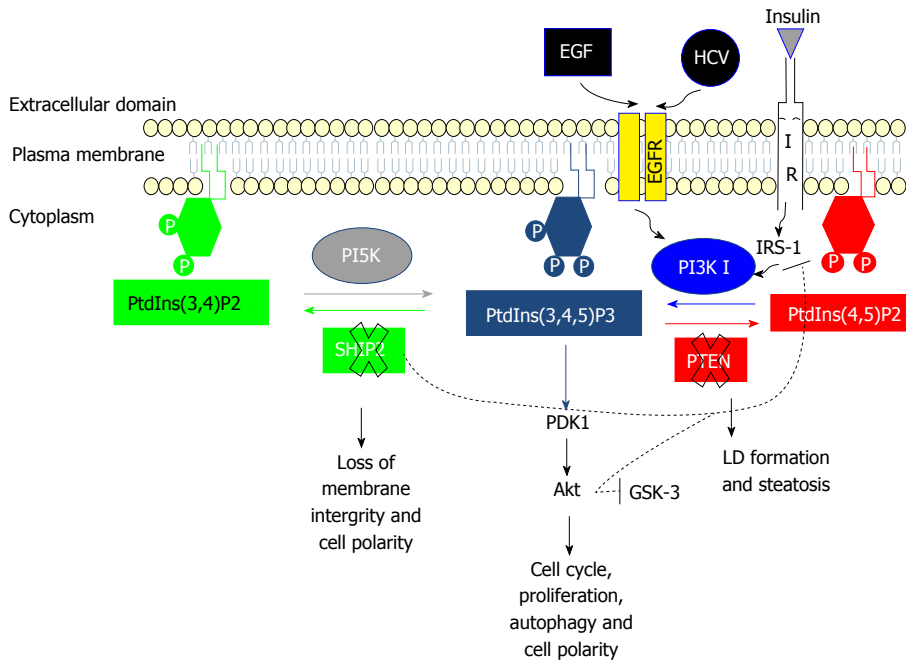 Insulin
EGF
HCV
Extracellular domain
Plasma membrane
EGFR
I
R
Cytoplasm
P
P
P
P
P
P
P
PI5K
PI3K I
IRS-1
PtdIns(3,4)P2
PtdIns(3,4,5)P3
PtdIns(4,5)P2
SHIP2
PTEN
PDK1
Loss of
membrane
intergrity and
cell polarity
LD formation
and steatosis
Akt
GSK-3
Cell cycle,
proliferation,
autophagy and
cell polarity